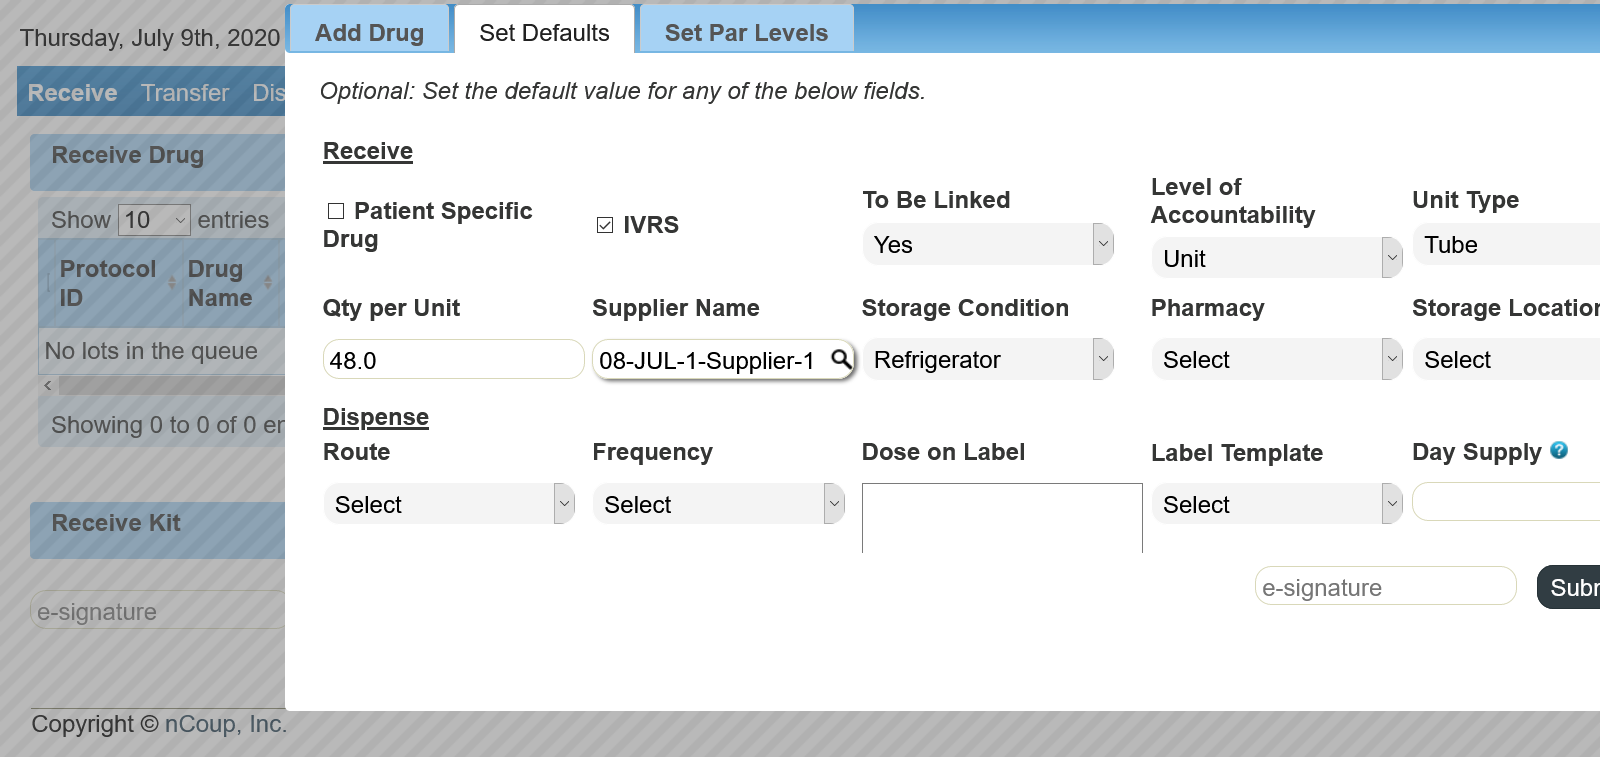 Thursday, July 9th, 2020
Add Drug
Set Defaults
Set Par Levels
Receive Transfer
Optional: Set the default value for any of the below fields.
Receive Drug
Show 10 entries
Protocol ID
Drug Name
No lots in the queue
Showing 0 to 0 of 0
Receive Kit
e-signature
Receive
Patient Specific
Drug
IVRS
To Be Linked
Yes
Level of
Accountability
Unit
Unit Type
Tube
Qty per Unit
48.0
Supplier Name
08-JUL-1-Supplier-1
Storage Condition
Refrigerator
Pharmacy
Select
Storage
Select
Dispense
Route
Select
Frequency
Select
Dose on Label
Label Template
Select
Day Supply ?
e-signature
Copyright © nCoup, Inc.